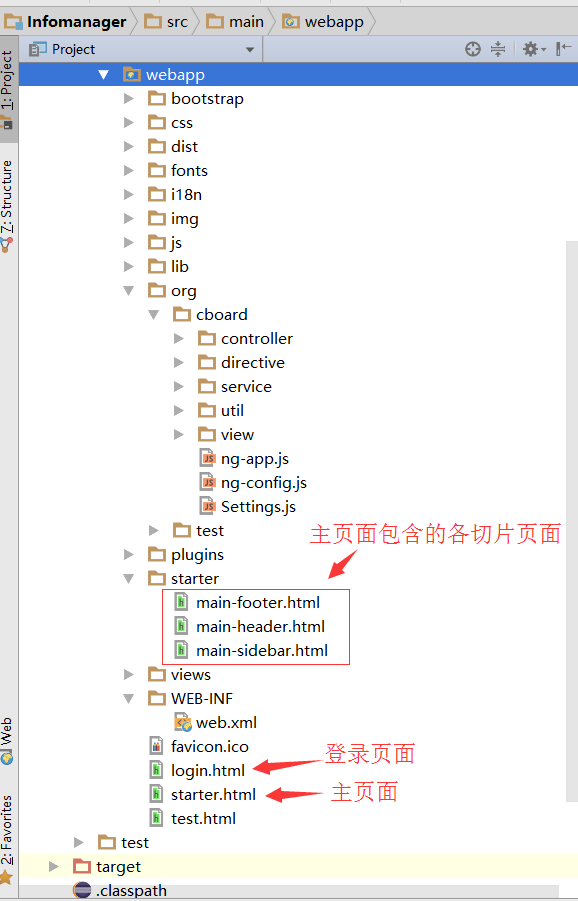 Infomanager src main webapp
Project
1: Project
webapp
bootstrap
css
dist
fonts
i18n
7: Structure
img
js
lib
org
cboard
controller
directive
service
util
view
ng-app.js
ng-config.js
Settings.js
test
主页面包含的各切片页面
plugins
starter
main-footer.html
main-header.html
main-sidebar.html
views
WEB-INF
web.xml
Web
favicon.ico
登录页面
login.html
主页面
starter.html
test.html
2: Favorites
test
target
.classpath